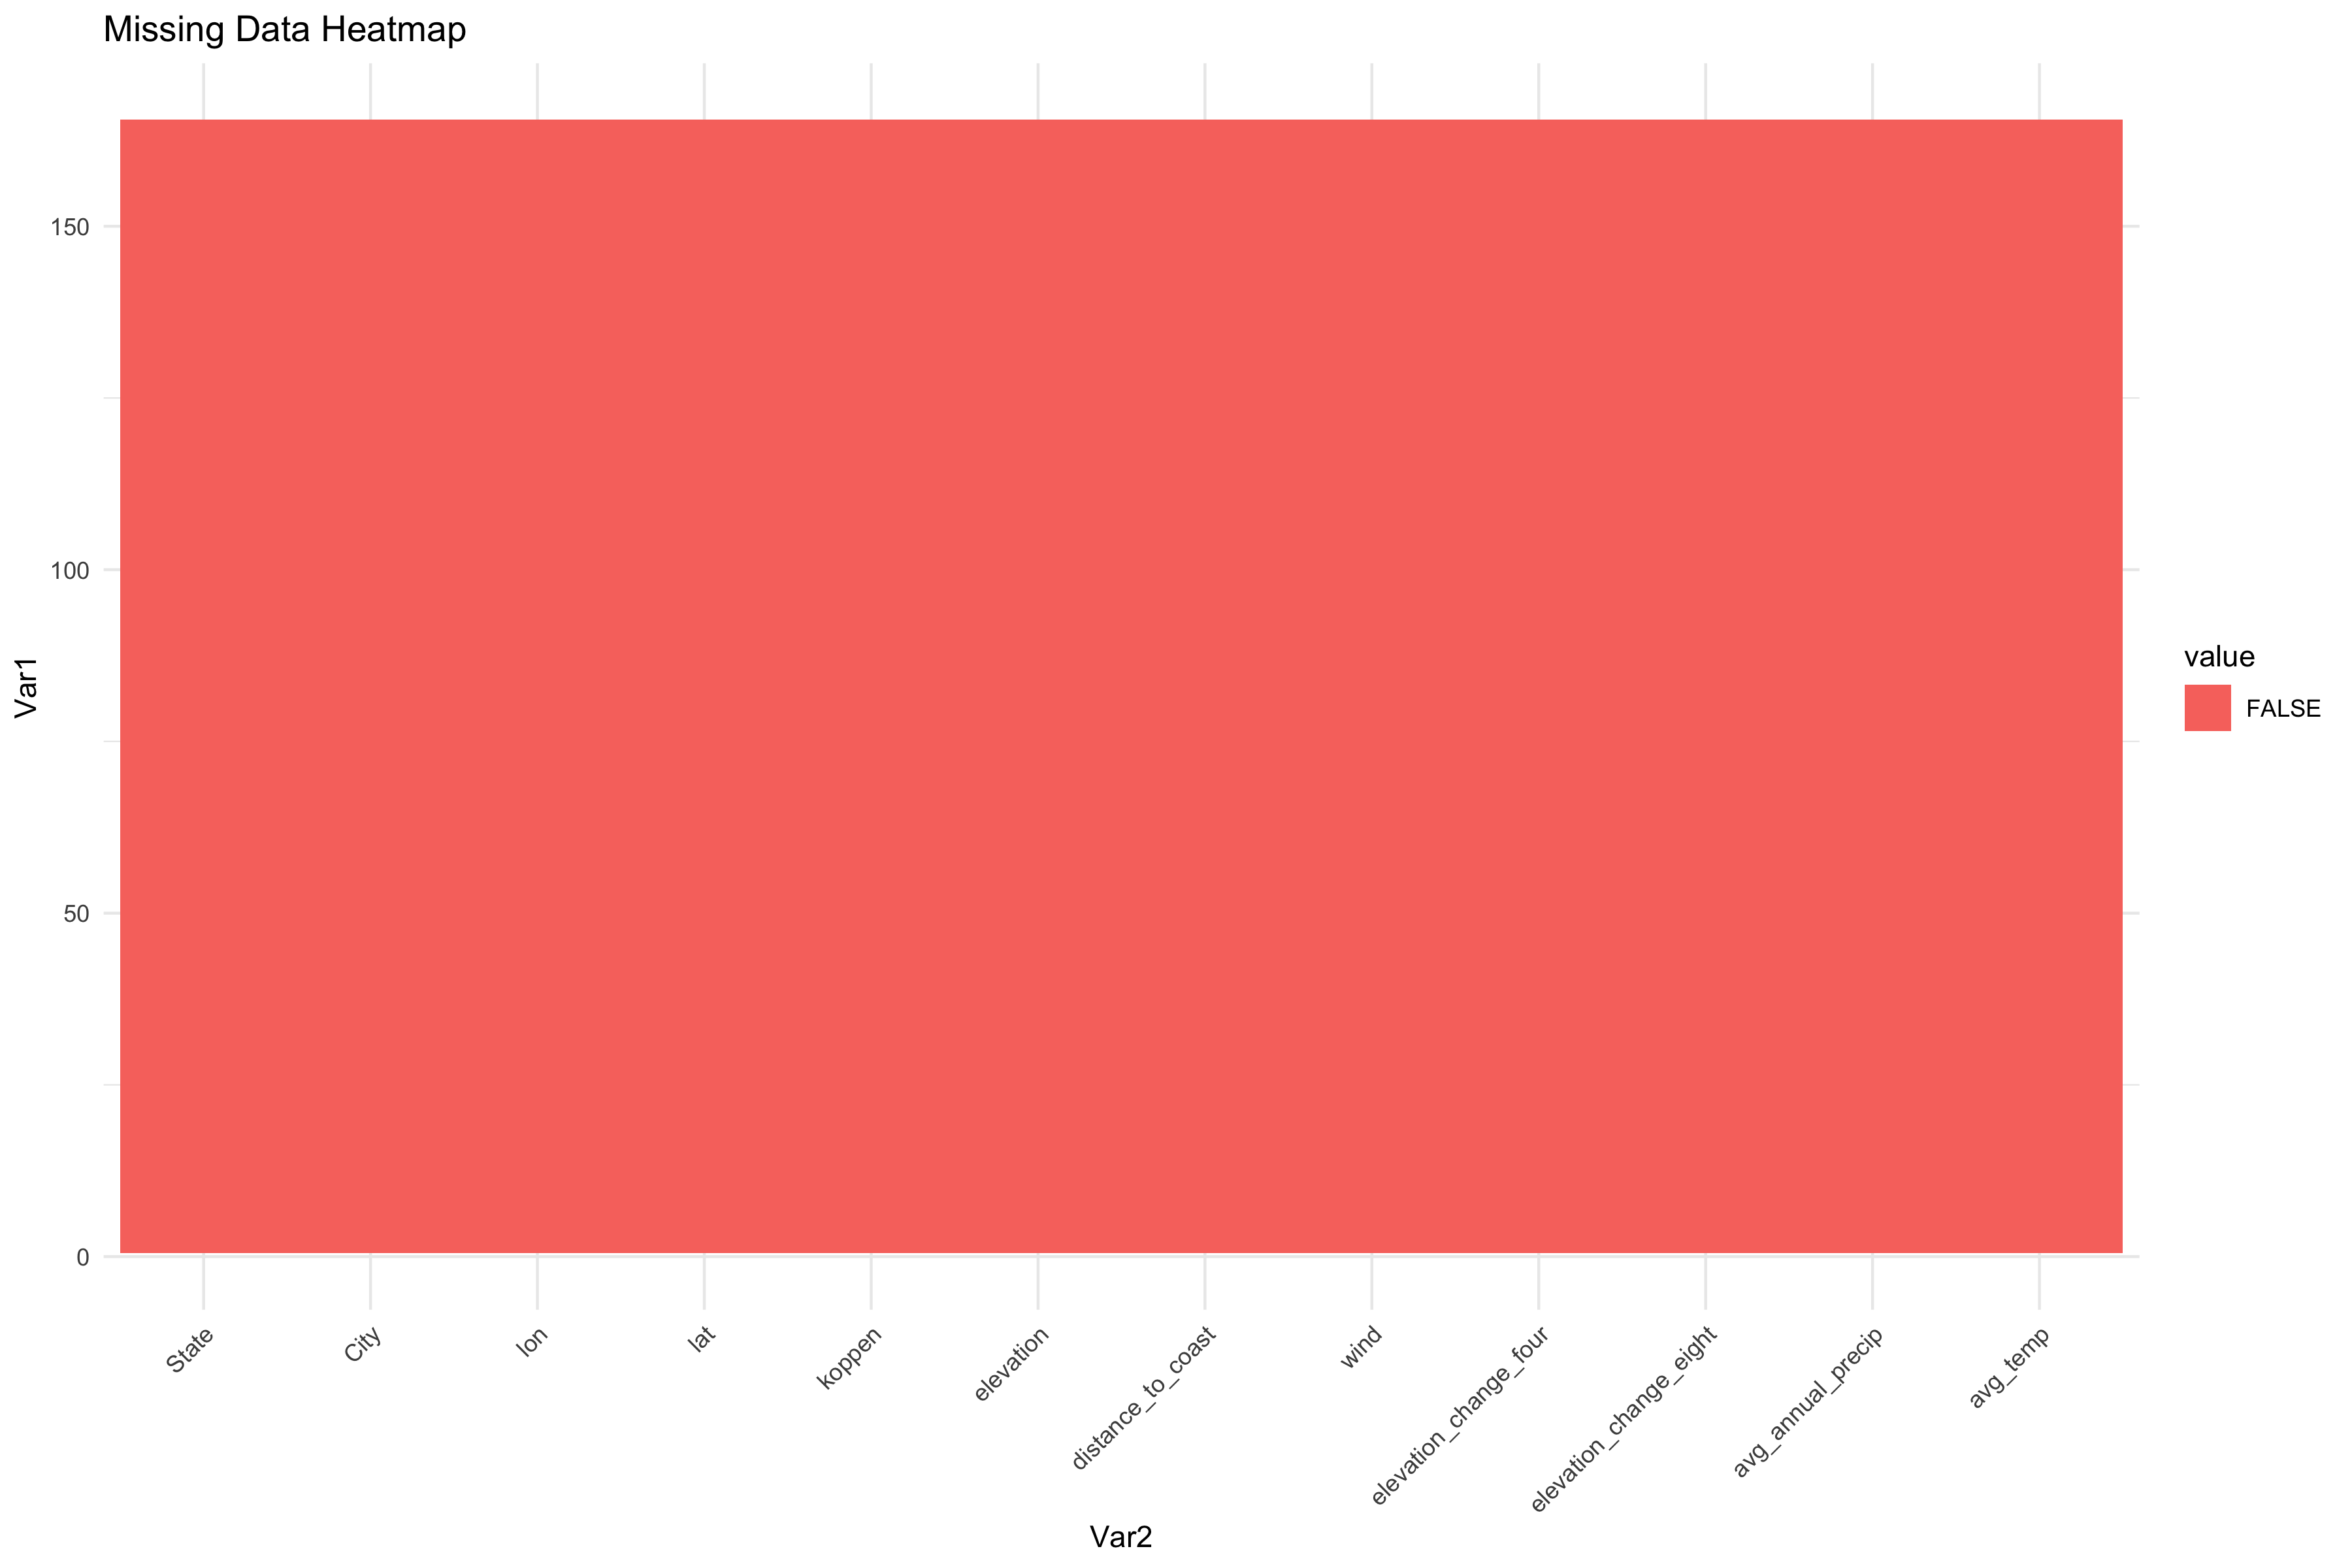 Missing Data Heatmap
150
100
50
0
Var1
State
City
lon
lat
koppen
elevation
distance_to_coast
wind
elevation_change_four
elevation_change_eight
avg_annual_precip
avg_temp
Var2
value
FALSE